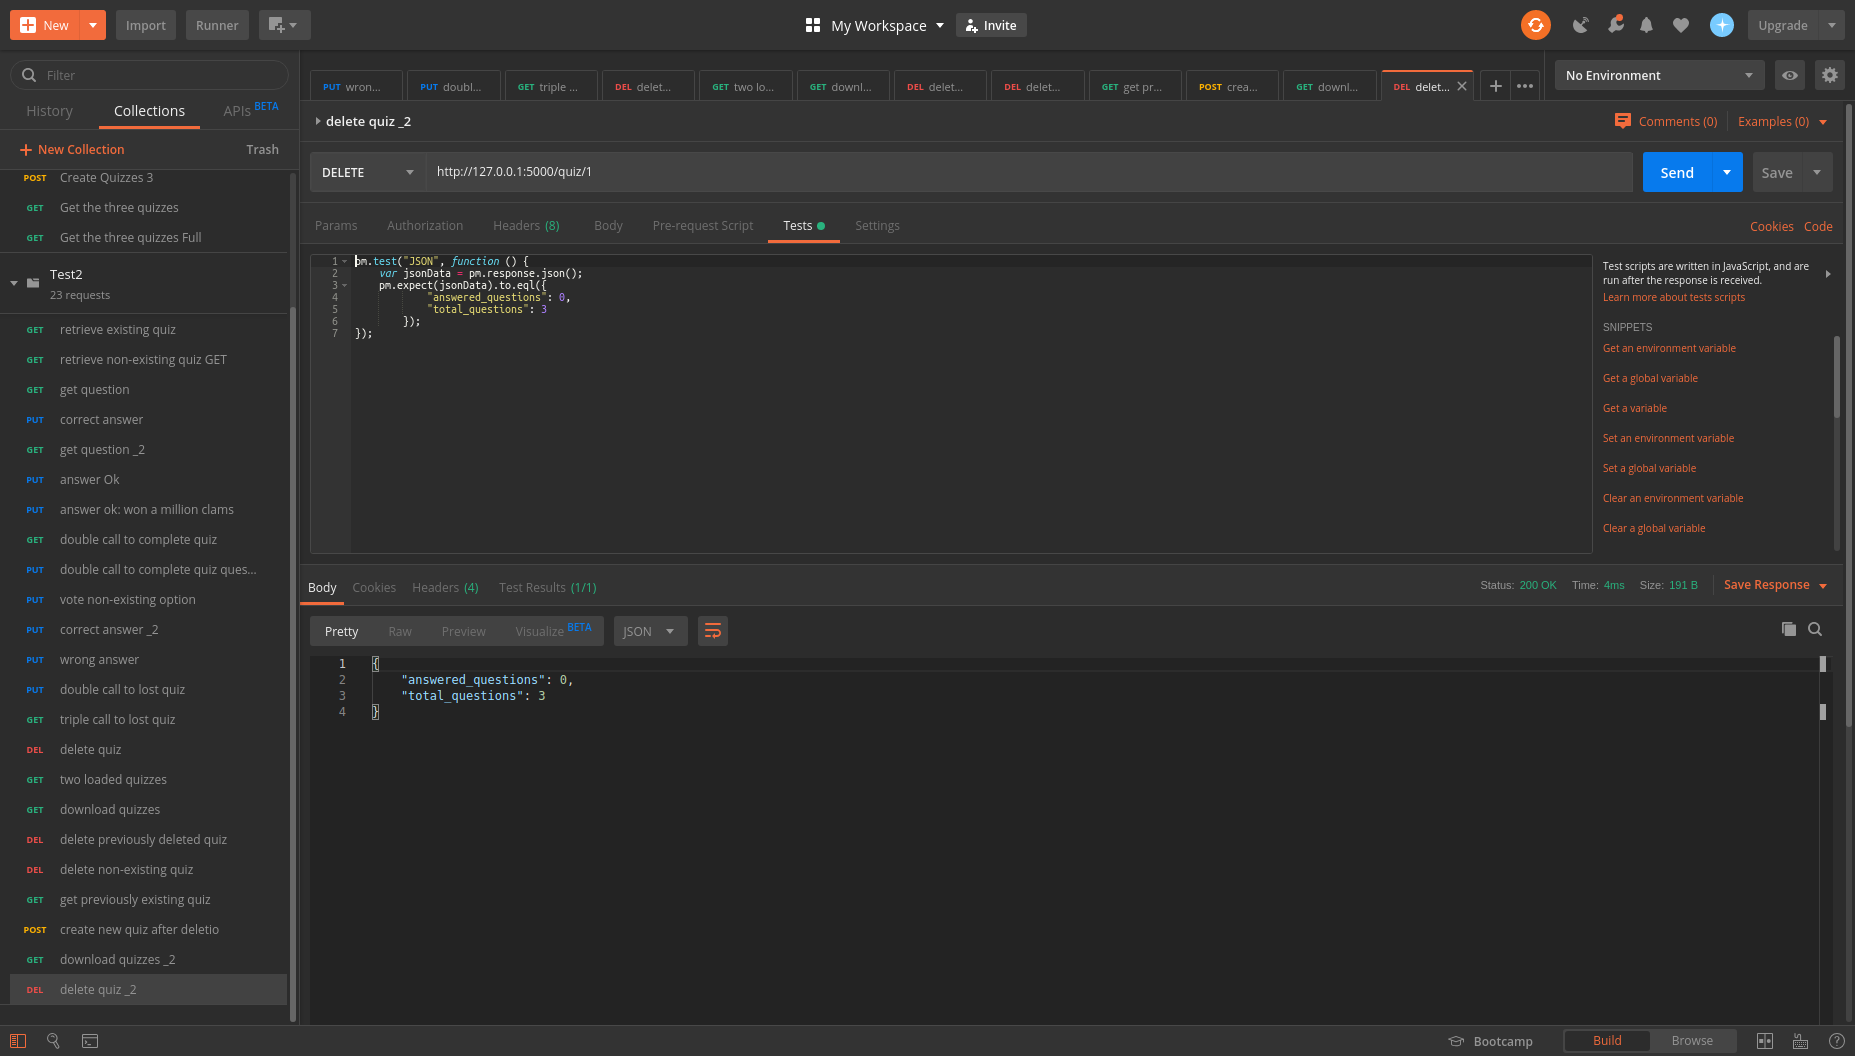 New
Import
Runner
My Workspace
Invite
Upgrade
Filter
History
Collections
APIs BETA
New Collection
Trash
POST Create Quizzes 3
GET Get the three quizzes
GET Get the three quizzes Full
Test2
23 requests
GET retrieve existing quiz
GET retrieve non-existing quiz GET
GET get question
PUT correct answer
GET get question _2
PUT answer Ok
PUT answer ok: won a million clams
GET double call to complete quiz
PUT double call to complete quiz ques...
PUT vote non-existing option
PUT correct answer _2
PUT wrong answer
PUT double call to lost quiz
GET triple call to lost quiz
DEL delete quiz
GET two loaded quizzes
GET download quizzes
DEL delete previously deleted quiz
DEL delete non-existing quiz
GET get previously existing quiz
POST create new quiz after deletio
GET download quizzes _2
DEL delete quiz _2
PUT wron...
PUT doubl...
GET triple ...
DEL delet...
GET two lo...
GET downl...
DEL delet...
DEL delet...
GET get pr...
POST crea...
GET downl...
DEL delet...
No Environment
delete quiz _2
Comments (0)
Examples (0)
DELETE
http://127.0.0.1:5000/quiz/1
Send
Save
Params
Authorization
Headers (8)
Body
Pre-request Script
Tests
Settings
Cookies
Code
1 pm.test("JSON", function () {
2 var jsonData = pm.response.json();
3 pm.expect(jsonData).to.eql({
4 "answered_questions": 0,
5 "total_questions": 3
6 });
7 });
Test scripts are written in JavaScript, and are
run after the response is received.
Learn more about tests scripts
SNIPPETS
Get an environment variable
Get a global variable
Get a variable
Set an environment variable
Set a global variable
Clear an environment variable
Clear a global variable
Body
Cookies
Headers (4)
Test Results (1/1)
Status: 200 OK
Time: 4ms
Size: 191 B
Save Response
Pretty
Raw
Preview
Visualize BETA
JSON
1 {
2 "answered_questions": 0,
3 "total_questions": 3
4 }
Bootcamp
Build
Browse